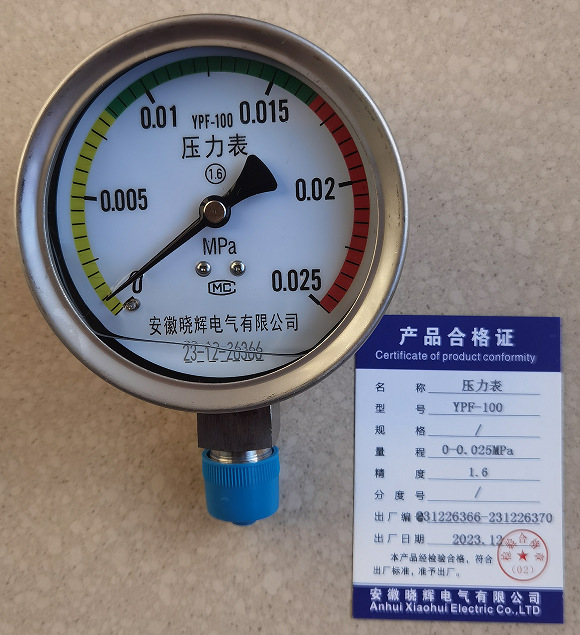 0.01 YPF-100 0.015
压力表
1.6
0.005 0.02
MPa
0 0.025
MC
安徽晓辉电气有限公司
23-12-26366
产品合格证
Certificate of product conformity
名 称 压力表
型 号 YPF-100
规 格 /
量 程 0-0.025MPa
精 度 1.6
分 度 号 /
出 厂 编 号 231226366-231226370
出 厂 日 期 2023.12
本产品经检验合格,符合
出厂标准,准予出厂。
(02)
安徽晓辉电气有限公司
Anhui Xiaohui Electric Co.,LTD